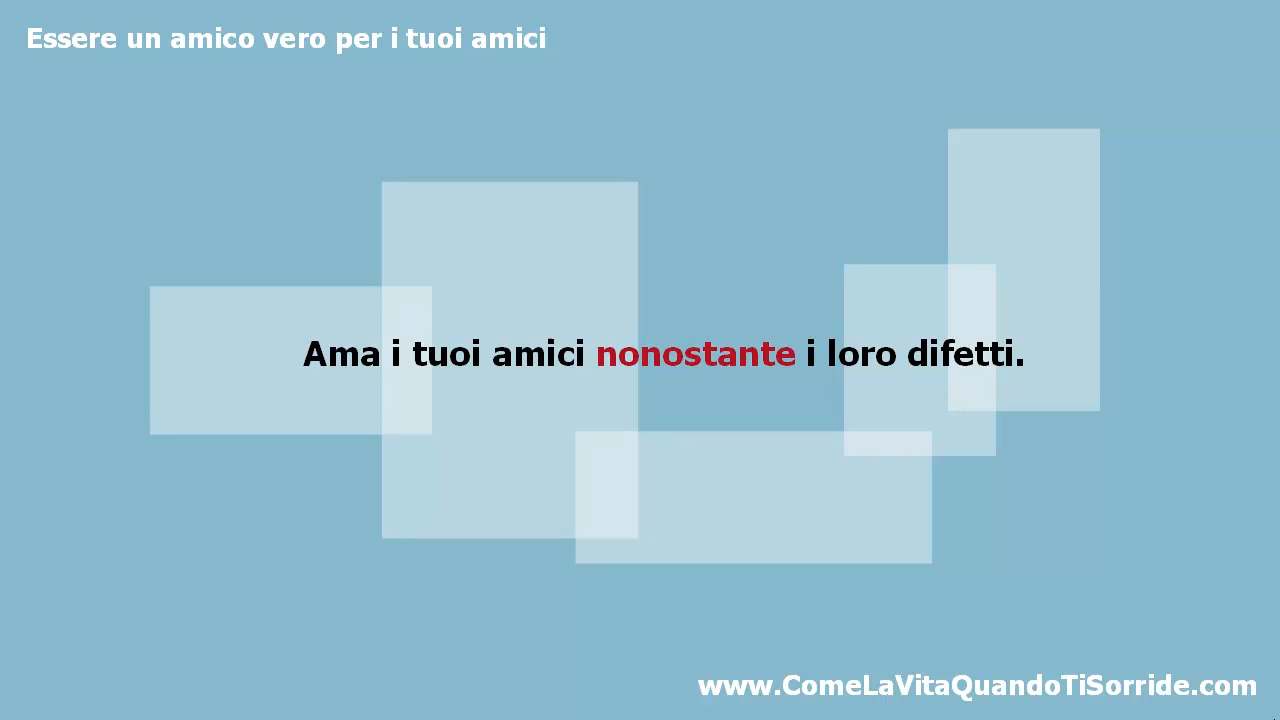 Essere un amico vero per i tuoi amici
Ama i tuoi amici nonostante i loro difetti.
www.ComeLaVitaQuandoTiSorride.com